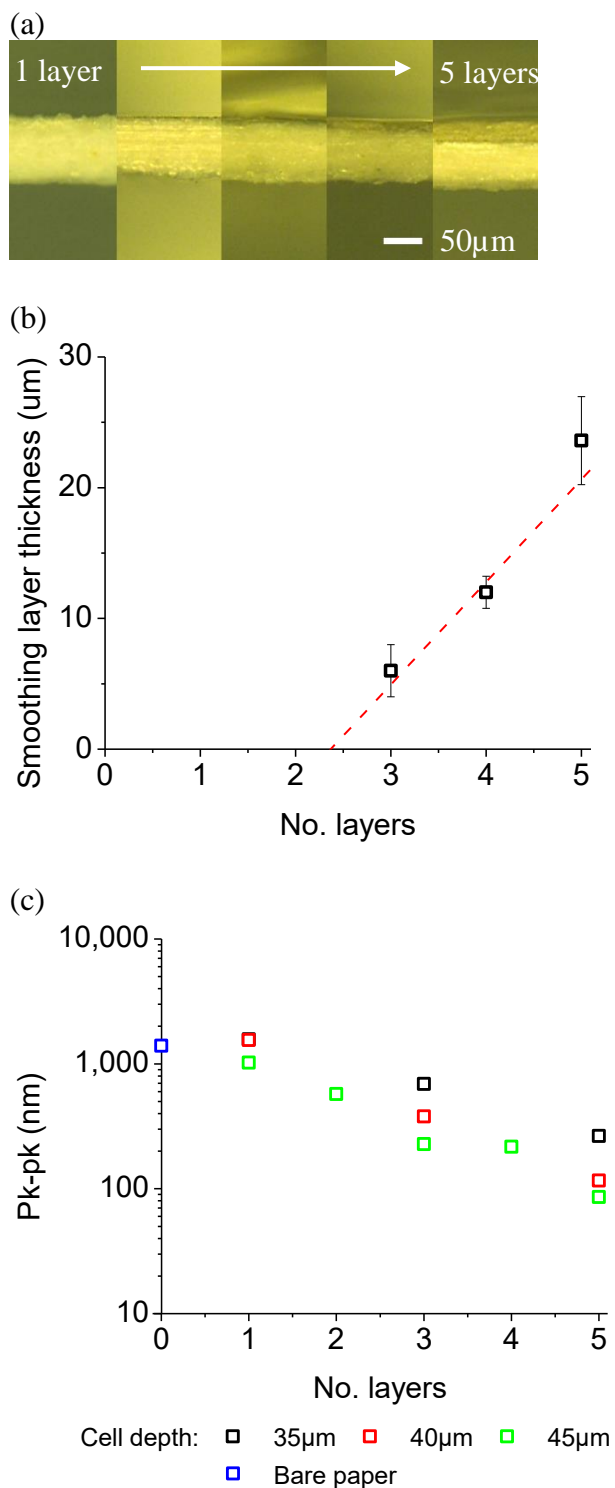 (a)
1 layer
5 layers
50µm
(b)
30
20
10
0
Smoothing layer thickness (um)
0 1 2 3 4 5
No. layers
(c)
10,000
1,000
100
10
Pk-pk (nm)
0 1 2 3 4 5
No. layers
Cell depth: 35µm 40µm 45µm
Bare paper